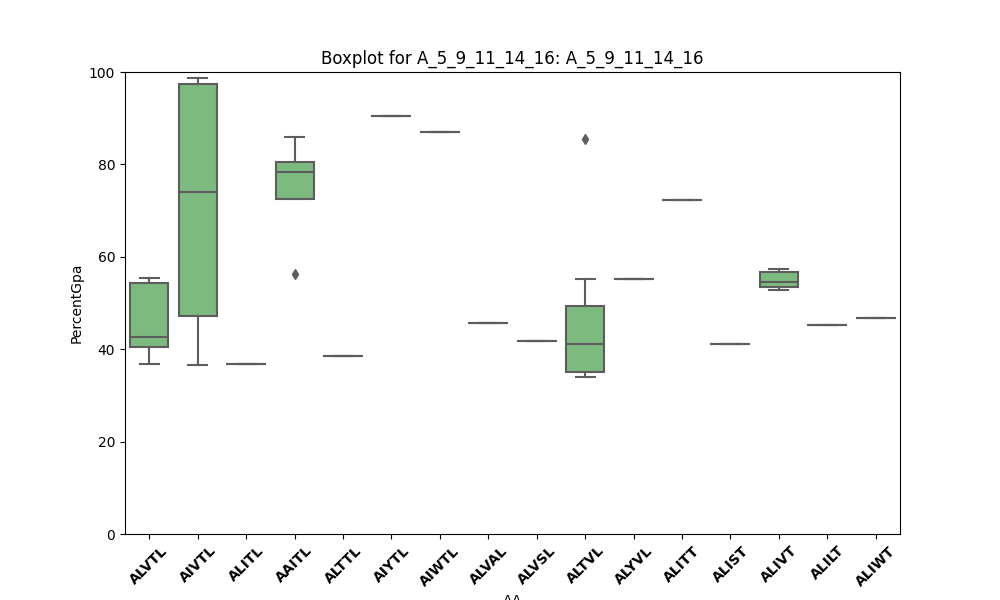 Boxplot for A_5_9_11_14_16: A_5_9_11_14_16
100
80
60
40
20
0
PercentGpa
ALVTL
AIVTL
ALITL
AAITL
ALTTL
AIYTL
AIWTL
ALVAL
ALVSL
ALTVL
ALYVL
ALITT
ALIST
ALIVT
ALILT
ALIWT
AA